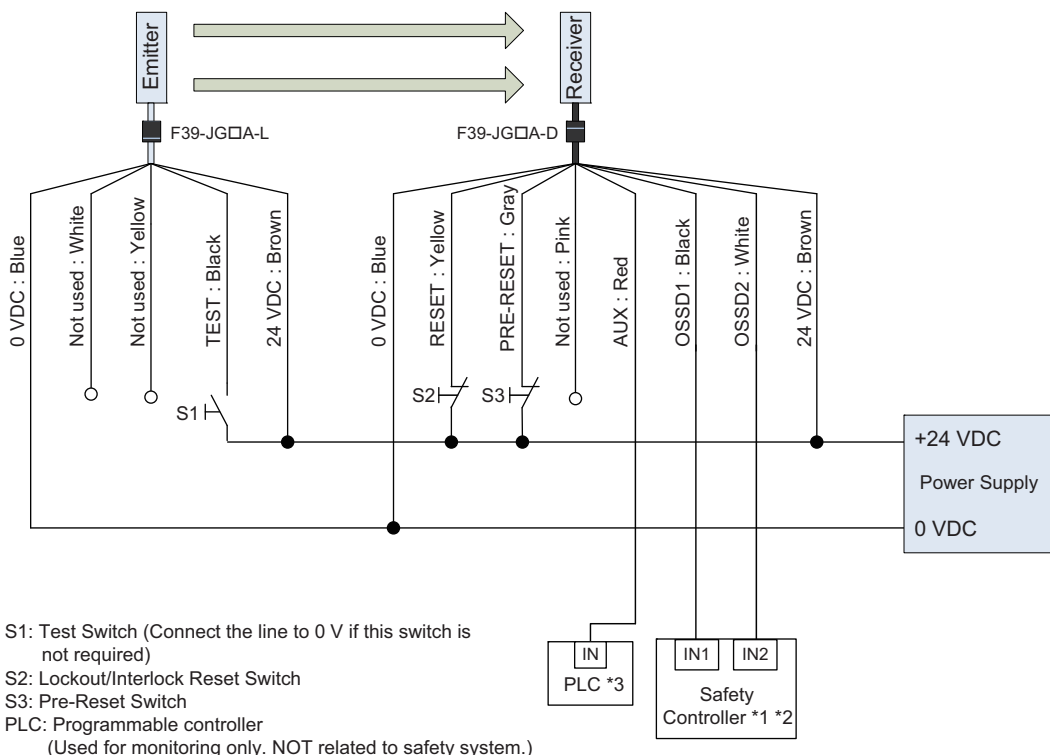 Emitter
Receiver
F39-JG□A-L
F39-JG□A-D
0 VDC : Blue
Not used : White
Not used : Yellow
TEST : Black
24 VDC : Brown
0 VDC : Blue
RESET : Yellow
PRE-RESET : Gray
Not used : Pink
AUX : Red
OSSD1 : Black
OSSD2 : White
24 VDC : Brown
S1
S2
S3
+24 VDC
Power Supply
0 VDC
S1: Test Switch (Connect the line to 0 V if this switch is
not required)
S2: Lockout/Interlock Reset Switch
S3: Pre-Reset Switch
PLC: Programmable controller
(Used for monitoring only. NOT related to safety system.)
IN
PLC *3
IN1
IN2
Safety
Controller *1 *2